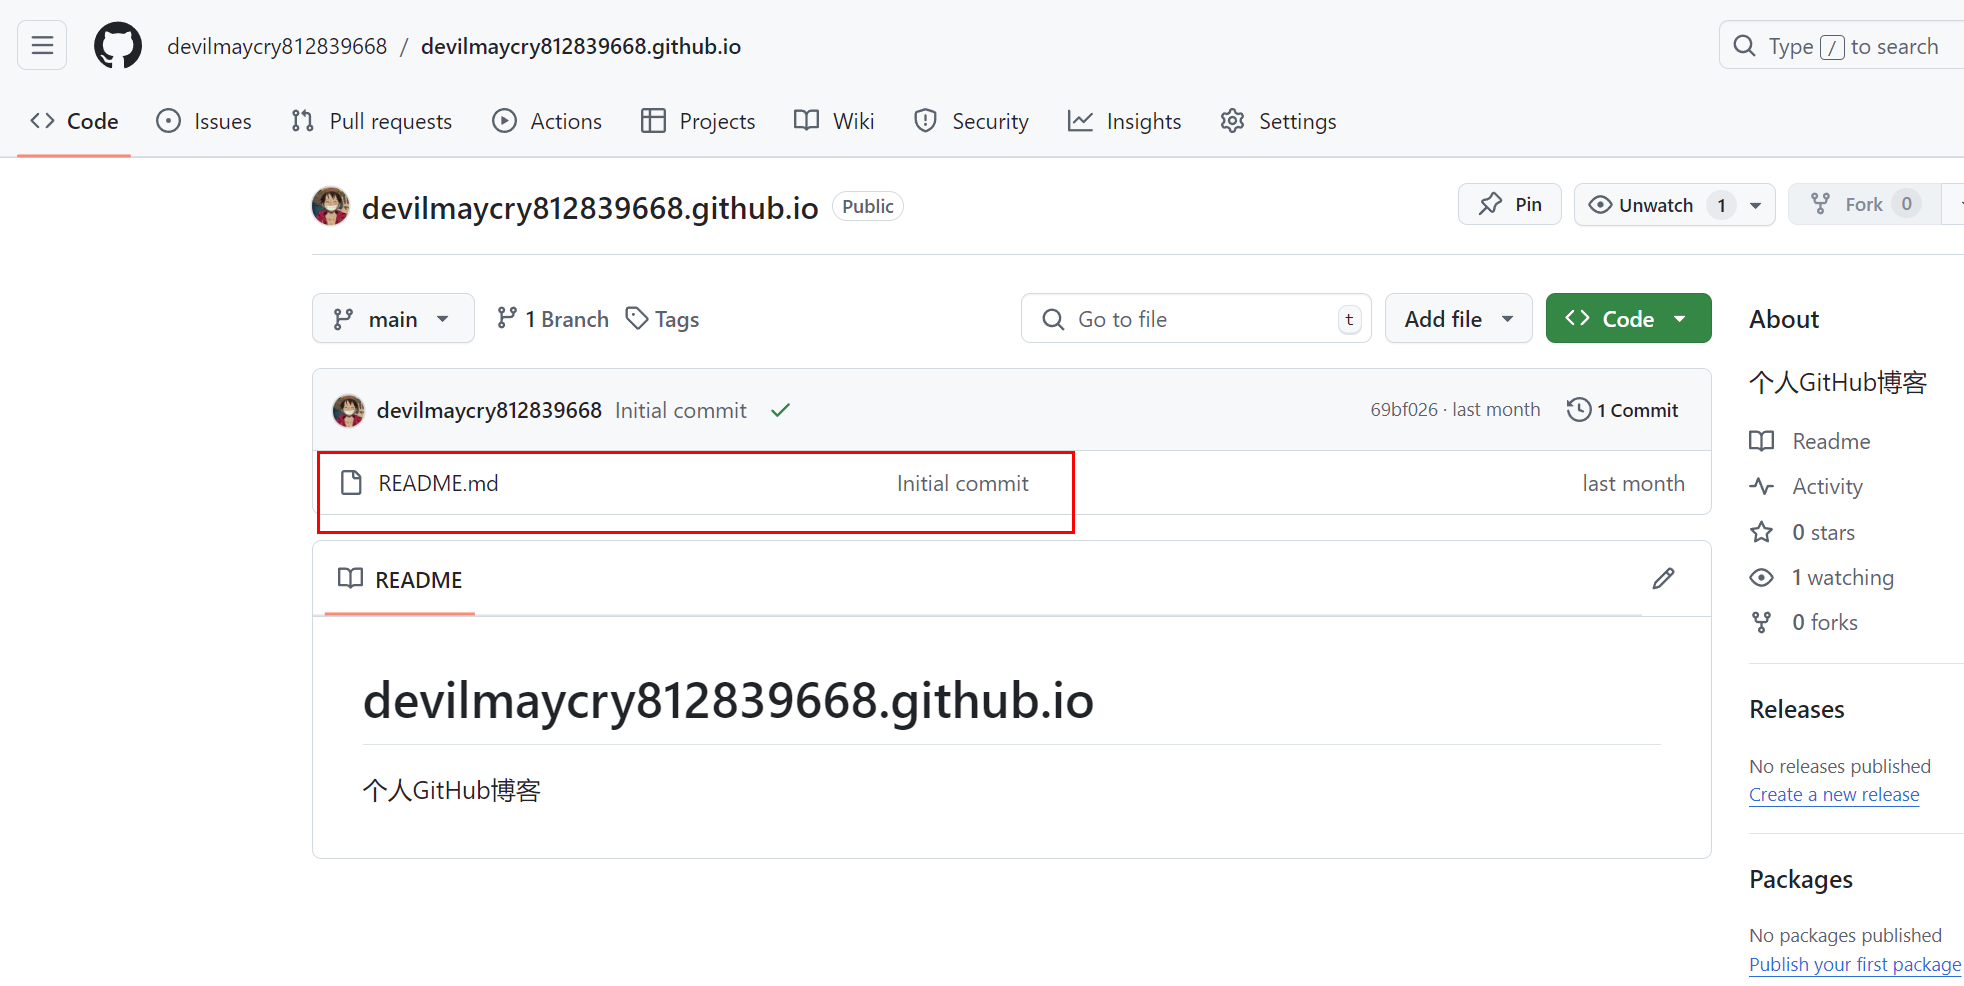 devilmaycry812839668 / devilmaycry812839668.github.io Type / to search
Code Issues Pull requests Actions Projects Wiki Security Insights Settings
devilmaycry812839668.github.io Public Pin Unwatch 1 Fork 0
main 1 Branch Tags Go to file t Add file Code
About
个人GitHub博客
devilmaycry812839668 Initial commit 69bf026 · last month 1 Commit
README.md Initial commit last month
Readme
Activity
0 stars
1 watching
0 forks
README
devilmaycry812839668.github.io
个人GitHub博客
Releases
No releases published
Create a new release
Packages
No packages published
Publish your first package